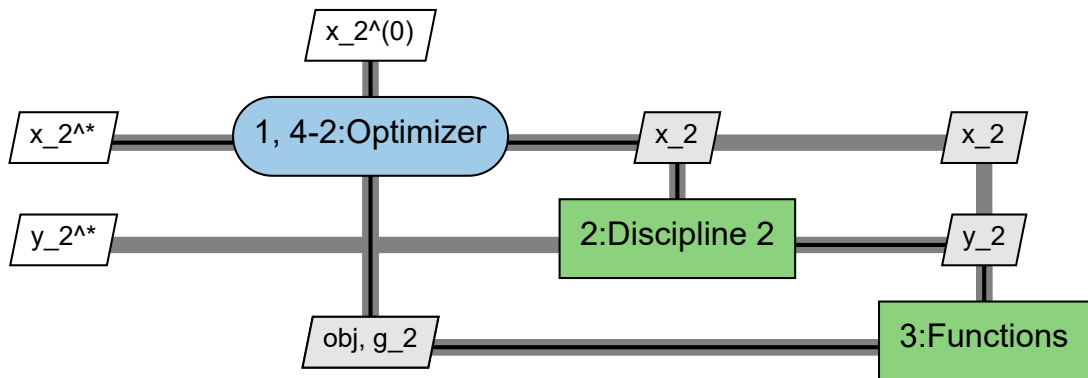 x_2^(0)
x_2^*
1, 4-2:Optimizer
x_2
x_2
y_2^*
2:Discipline 2
y_2
obj, g_2
3:Functions